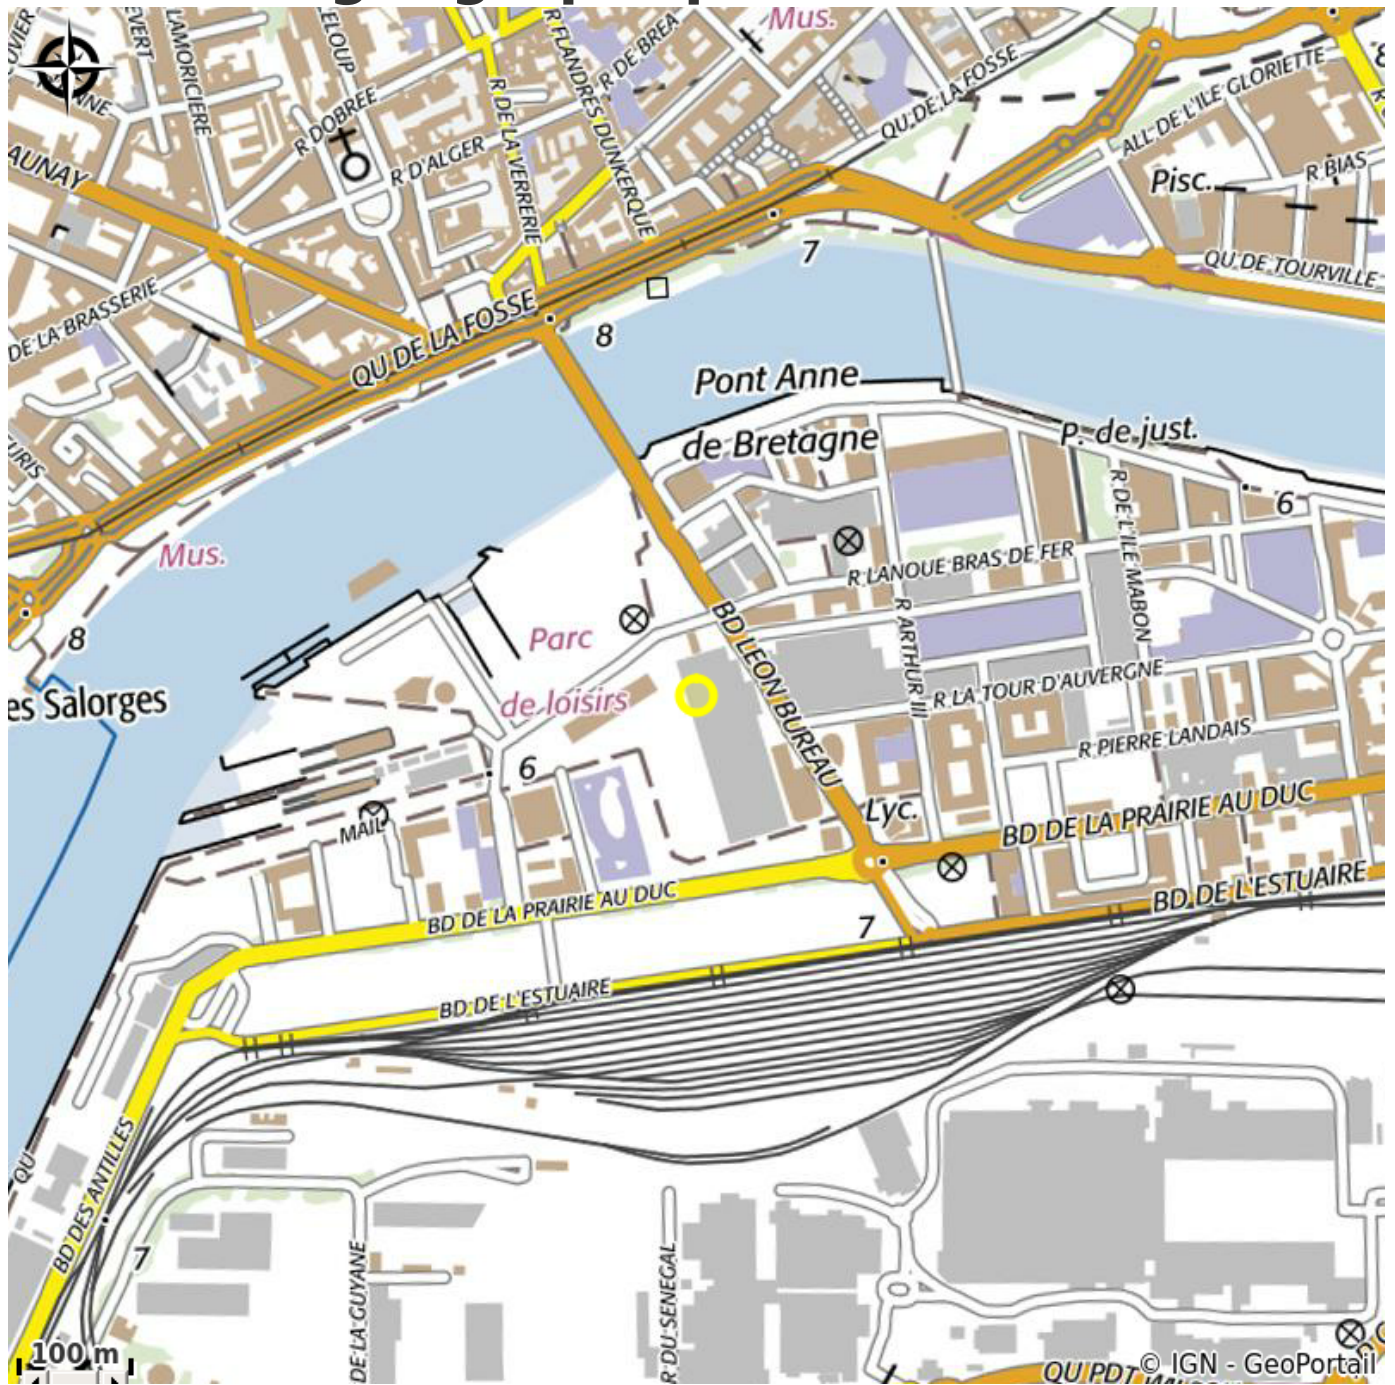 Mus.
R DE BREA
R FLANDRES DUNKERQUE
LAMORICIERE
R DOBRÉE
R D'ALGER
R DE LA VERRERIE
QU DE LA FOSSE
ALL DE L'ILE GLORIETTE
Pisc.
R BIAS
AUNAY
7
QU DE TOURVILLE
DE LA BRASSERIE
QU DE LA FOSSE
8
Pont Anne
de Bretagne
P. de just.
6
Mus.
R DE L'ILE MABON
R LANOUE BRAS DE FER
8
Parc
de loisirs
BD LEON BUREAU
R ARTHUR III
R LA TOUR D'AUVERGNE
es Salorges
R PIERRE LANDAIS
6
Lyc.
BD DE LA PRAIRIE AU DUC
MAIL
BD DE LA PRAIRIE AU DUC
BD DE L'ESTUAIRE
7
BD DE L'ESTUAIRE
BD DES ANTILLES
QU
7
DE LA GUYANE
R DU SENEGAL
100 m
QU PDT
© IGN - GeoPortail